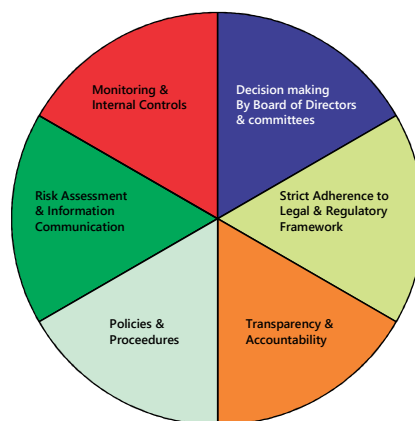 Monitoring &
Internal Controls
Decision making
By Board of Directors
& committees
Risk Assessment
& Information
Communication
Strict Adherence to
Legal & Regulatory
Framework
Policies &
Proceedures
Transparency &
Accountability